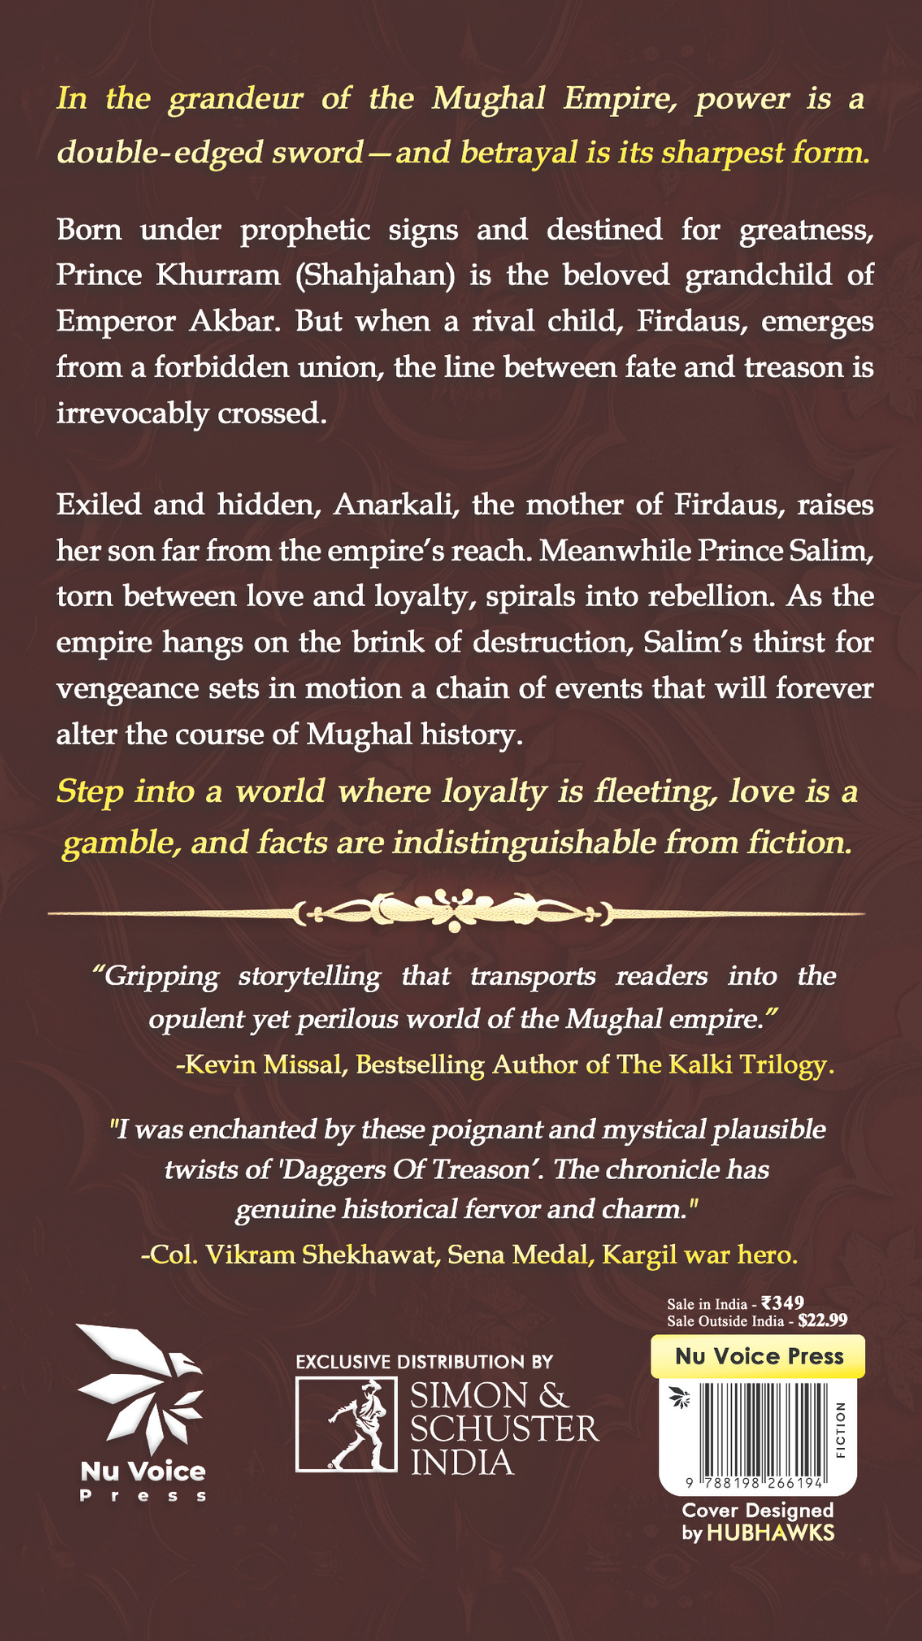 In the grandeur of the Mughal Empire, power is a
double-edged sword—and betrayal is its sharpest form.
Born under prophetic signs and destined for greatness,
Prince Khurram (Shahjahan) is the beloved grandchild of
Emperor Akbar. But when a rival child, Firdaus, emerges
from a forbidden union, the line between fate and treason is
irrevocably crossed.
Exiled and hidden, Anarkali, the mother of Firdaus, raises
her son far from the empire's reach. Meanwhile Prince Salim,
torn between love and loyalty, spirals into rebellion. As the
empire hangs on the brink of destruction, Salim's thirst for
vengeance sets in motion a chain of events that will forever
alter the course of Mughal history.
Step into a world where loyalty is fleeting, love is a
gamble, and facts are indistinguishable from fiction.
“Gripping storytelling that transports readers into the
opulent yet perilous world of the Mughal empire.”
-Kevin Missal, Bestselling Author of The Kalki Trilogy.
"I was enchanted by these poignant and mystical plausible
twists of 'Daggers Of Treason’. The chronicle has
genuine historical fervor and charm."
-Col. Vikram Shekhawat, Sena Medal, Kargil war hero.
Sale in India - ₹349
Sale Outside India - $22.99
Nu Voice Press
FICTION
9 788198 266194
Cover Designed
by HUBHAWKS
EXCLUSIVE DISTRIBUTION BY
SIMON &
SCHUSTER
INDIA
Nu Voice
Press